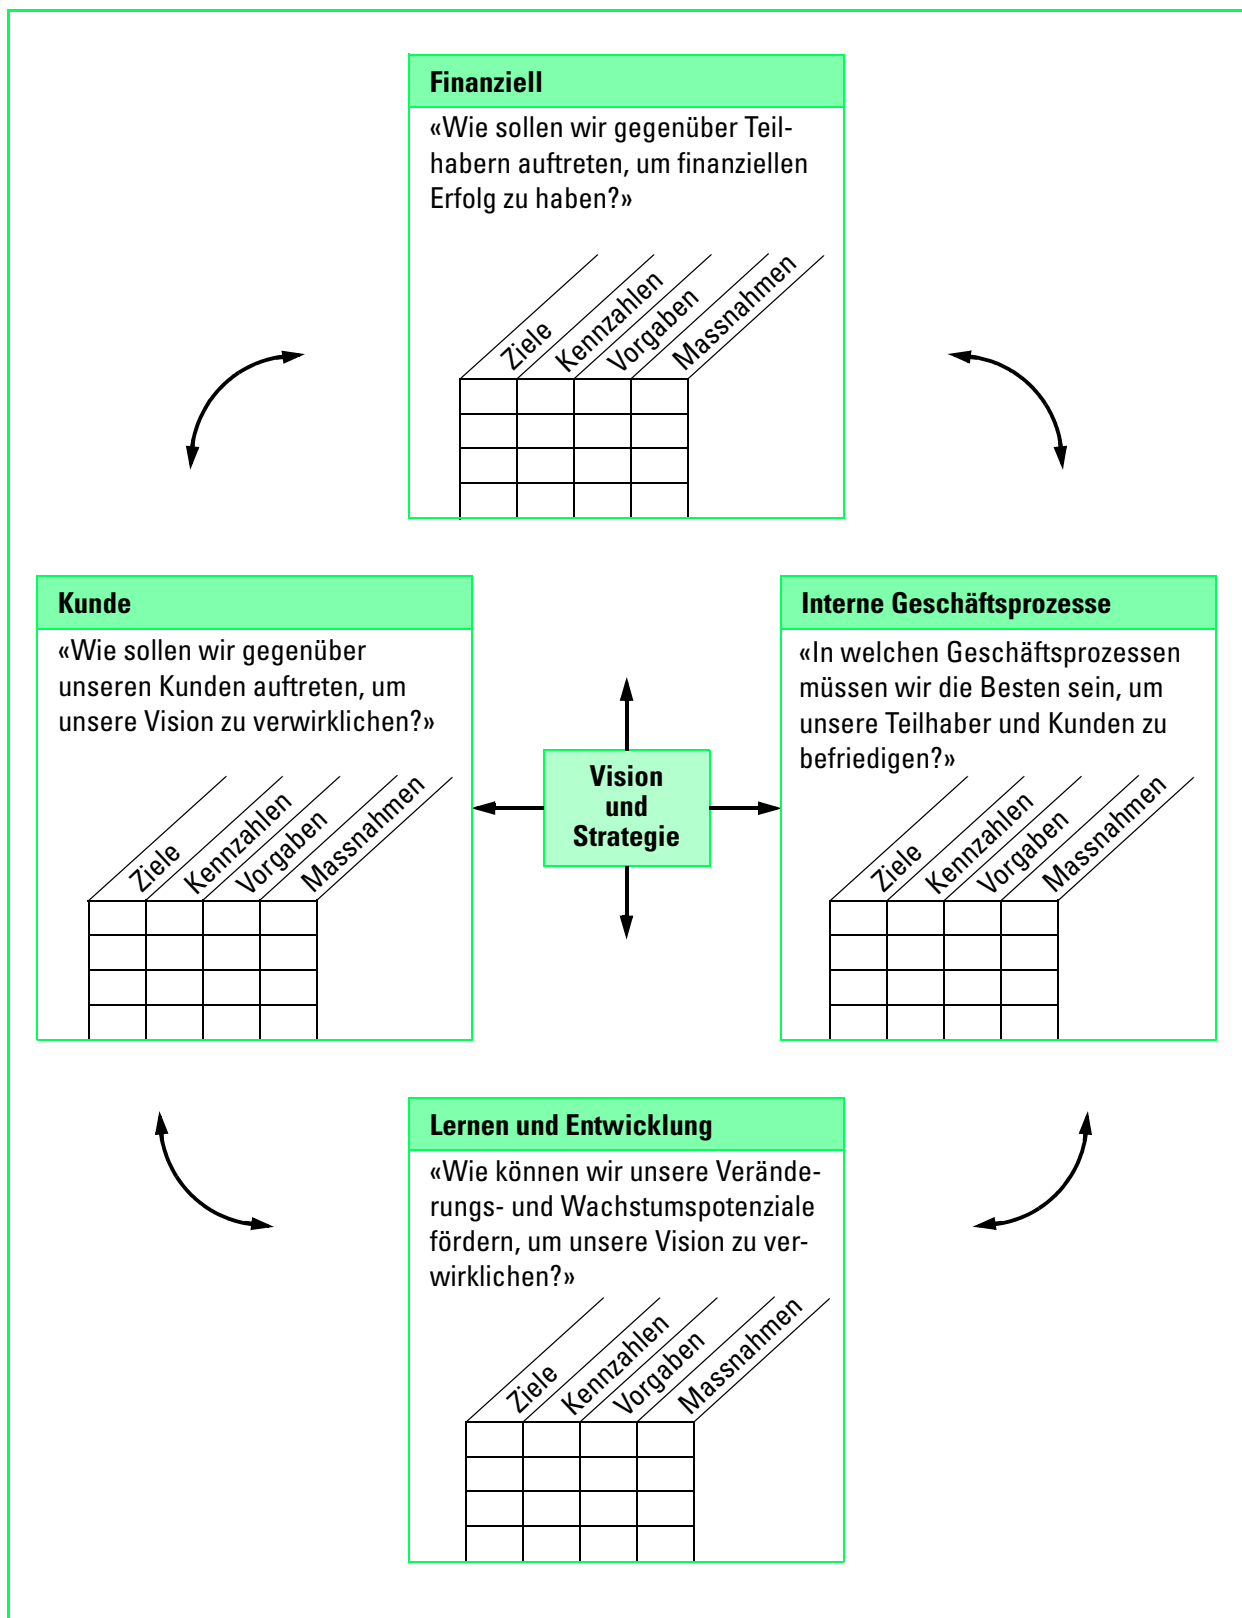 Finanziell
«Wie sollen wir gegenüber Teil-
habern auftreten, um finanziellen
Erfolg zu haben?»
Ziele
Kennzahlen
Vorgaben
Massnahmen
Kunde
«Wie sollen wir gegenüber
unseren Kunden auftreten, um
unsere Vision zu verwirklichen?»
Ziele
Kennzahlen
Vorgaben
Massnahmen
Vision
und
Strategie
Interne Geschäftsprozesse
«In welchen Geschäftsprozessen
müssen wir die Besten sein, um
unsere Teilhaber und Kunden zu
befriedigen?»
Ziele
Kennzahlen
Vorgaben
Massnahmen
Lernen und Entwicklung
«Wie können wir unsere Verände-
rungs- und Wachstumspotenziale
fördern, um unsere Vision zu ver-
wirklichen?»
Ziele
Kennzahlen
Vorgaben
Massnahmen